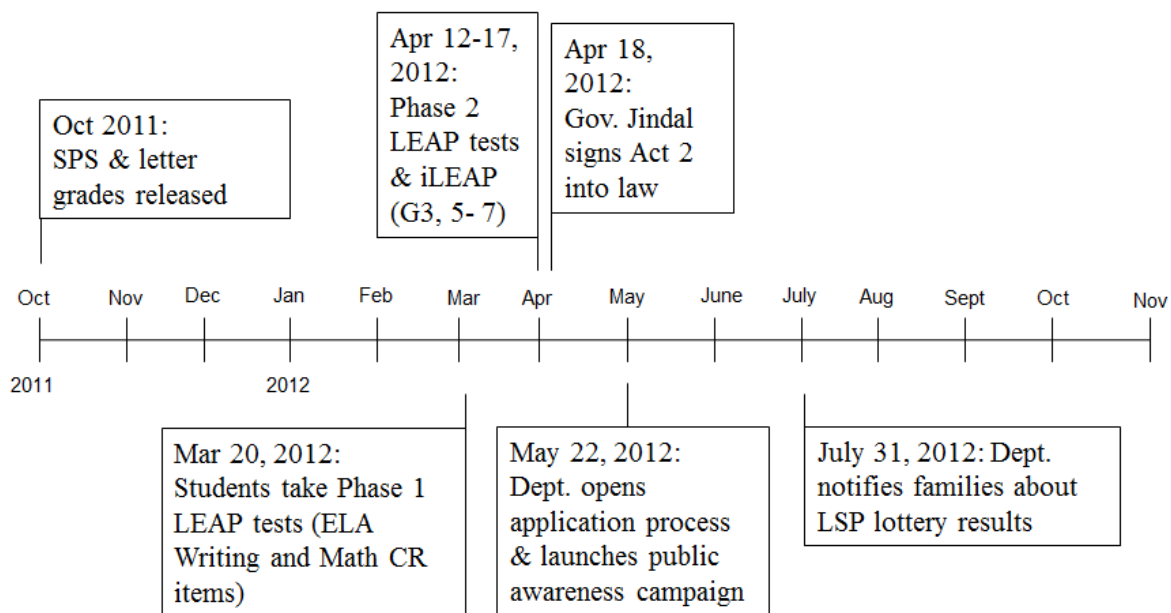 Oct 2011:
SPS & letter
grades released
Apr 12-17,
2012:
Phase 2
LEAP tests
& iLEAP
(G3, 5- 7)
Apr 18,
2012:
Gov. Jindal
signs Act 2
into law
Oct Nov Dec Jan Feb Mar Apr May June July Aug Sept Oct Nov
2011 2012
Mar 20, 2012:
Students take Phase 1
LEAP tests (ELA
Writing and Math CR
items)
May 22, 2012:
Dept. opens
application process
& launches public
awareness campaign
July 31, 2012: Dept.
notifies families about
LSP lottery results